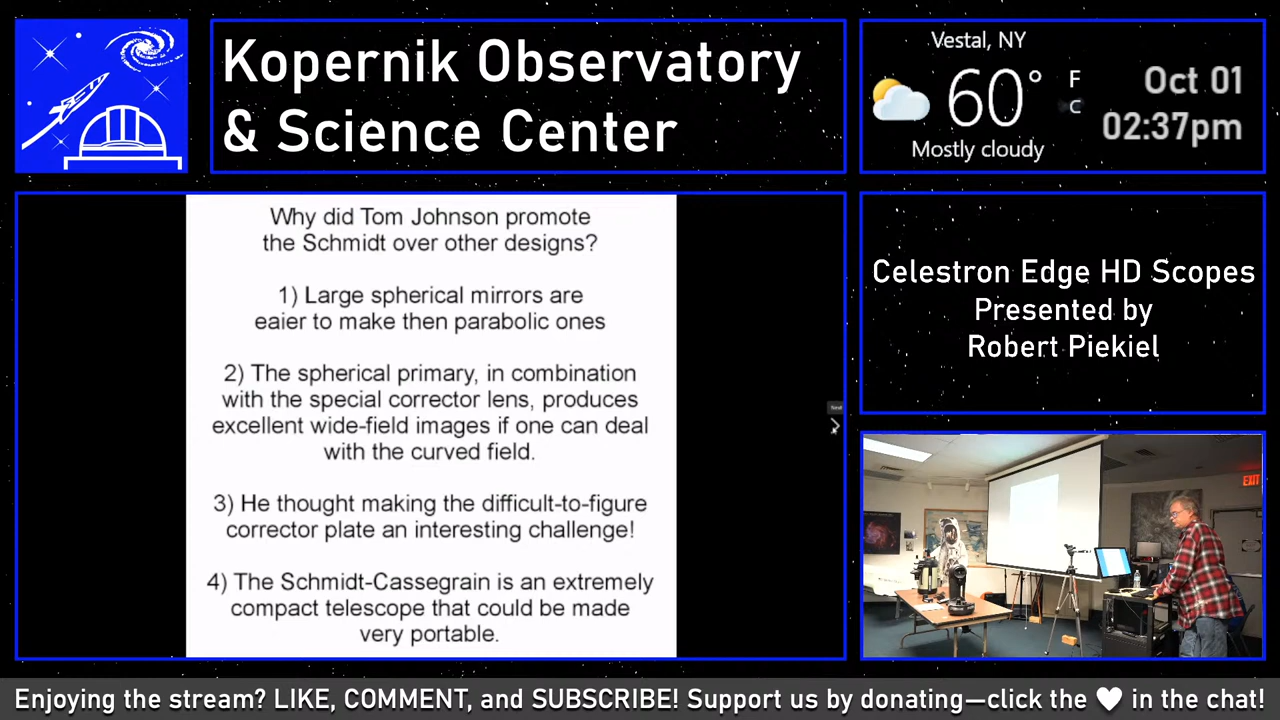 Kopernik Observatory
& Science Center
Vestal, NY
60° F
C
Mostly cloudy
Oct 01
02:37pm
Why did Tom Johnson promote
the Schmidt over other designs?
1) Large spherical mirrors are
eaier to make then parabolic ones
2) The spherical primary, in combination
with the special corrector lens, produces
excellent wide-field images if one can deal
with the curved field.
3) He thought making the difficult-to-figure
corrector plate an interesting challenge!
4) The Schmidt-Cassegrain is an extremely
compact telescope that could be made
very portable.
Next
Celestron Edge HD Scopes
Presented by
Robert Piekiel
EXIT
Enjoying the stream? LIKE, COMMENT, and SUBSCRIBE! Support us by donating—click the ♥ in the chat!